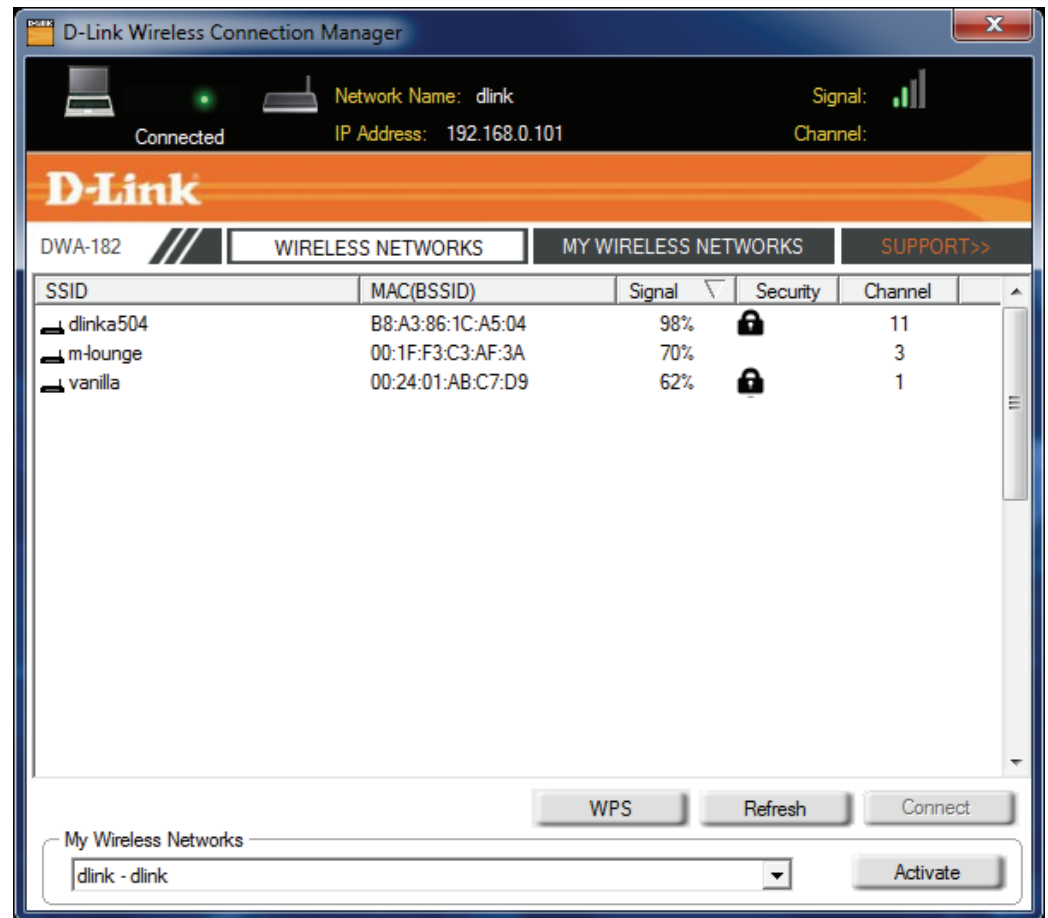 D-Link Wireless Connection Manager
Network Name: dlink Signal:
Connected IP Address: 192.168.0.101 Channel:
D-Link
DWA-182 WIRELESS NETWORKS MY WIRELESS NETWORKS SUPPORT>>
SSID MAC(BSSID) Signal Security Channel
dlinka504 B8:A3:86:1C:A5:04 98% 11
m-lounge 00:1F:F3:C3:AF:3A 70% 3
vanilla 00:24:01:AB:C7:D9 62% 1
WPS Refresh Connect
My Wireless Networks
dlink - dlink Activate